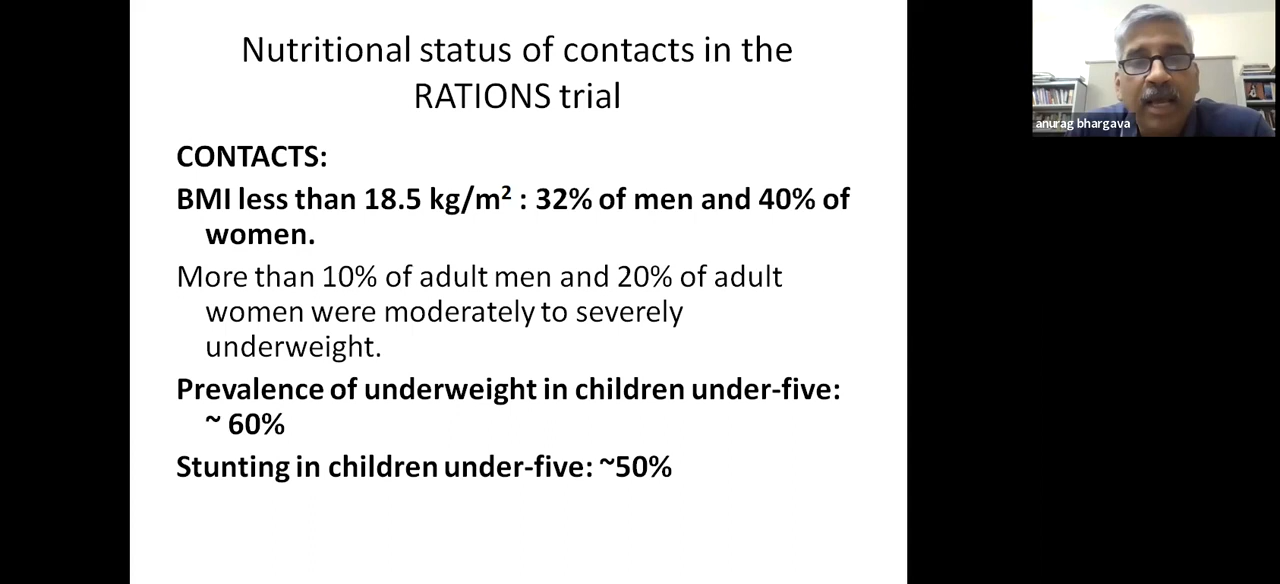 Nutritional status of contacts in the
RATIONS trial
CONTACTS:
BMI less than 18.5 kg/m² : 32% of men and 40% of
women.
More than 10% of adult men and 20% of adult
women were moderately to severely
underweight.
Prevalence of underweight in children under-five:
~ 60%
Stunting in children under-five: ~50%
anurag bhargava